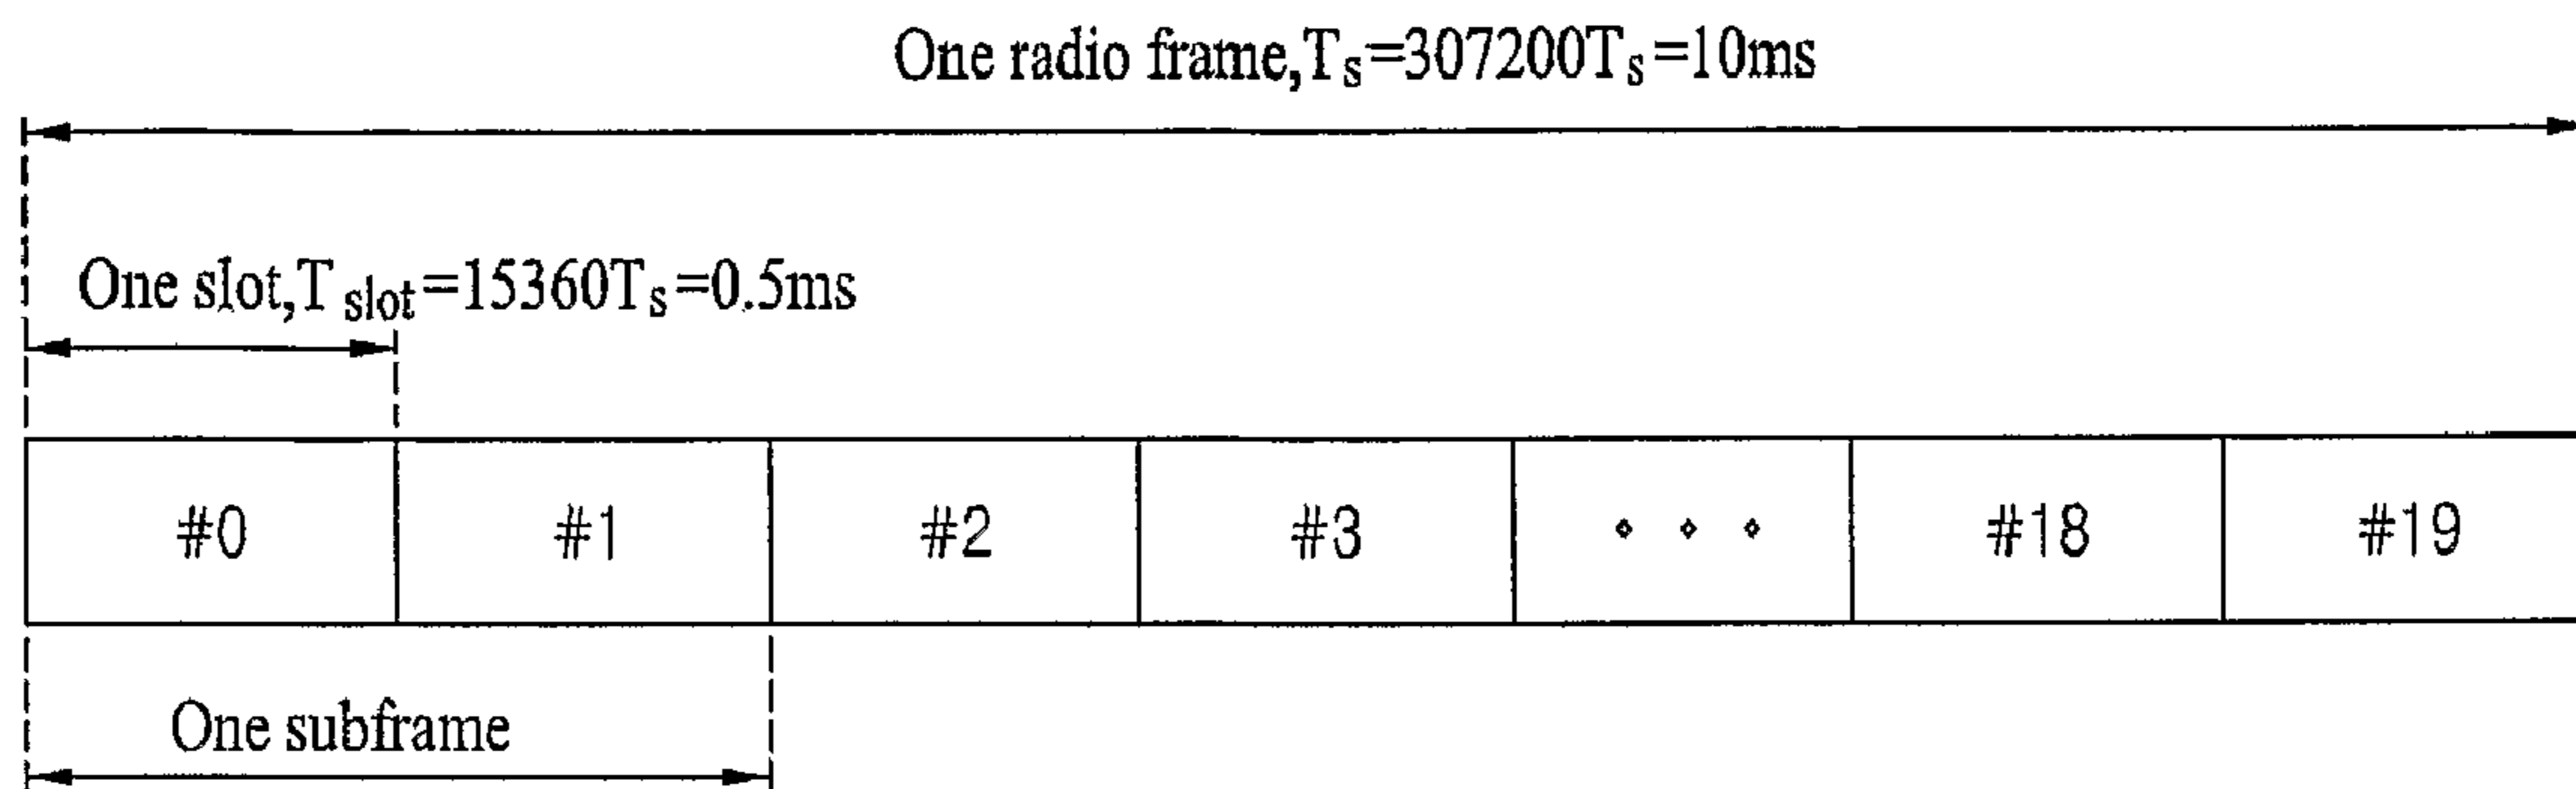 One radio frame,Ts=307200Ts=10ms
One slot,Tslot=15360Ts=0.5ms
#0 #1 #2 #3 • • • #18 #19
One subframe